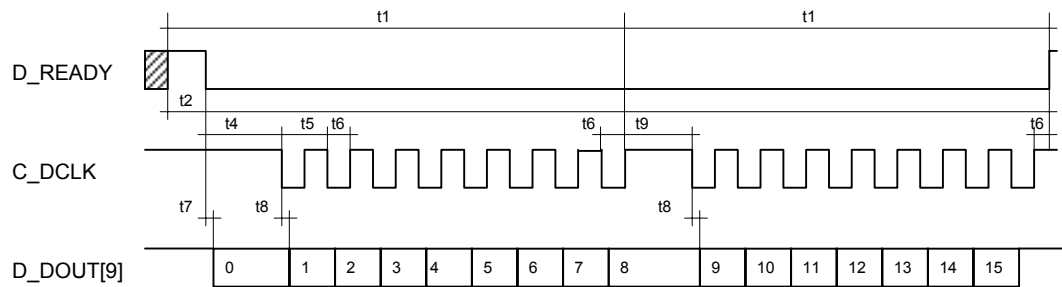 t1 t1
D_READY
t2
t4 t5 t6 t6 t9 t6
C_DCLK
t7 t8 t8
D_DOUT[9] 0 1 2 3 4 5 6 7 8 9 10 11 12 13 14 15